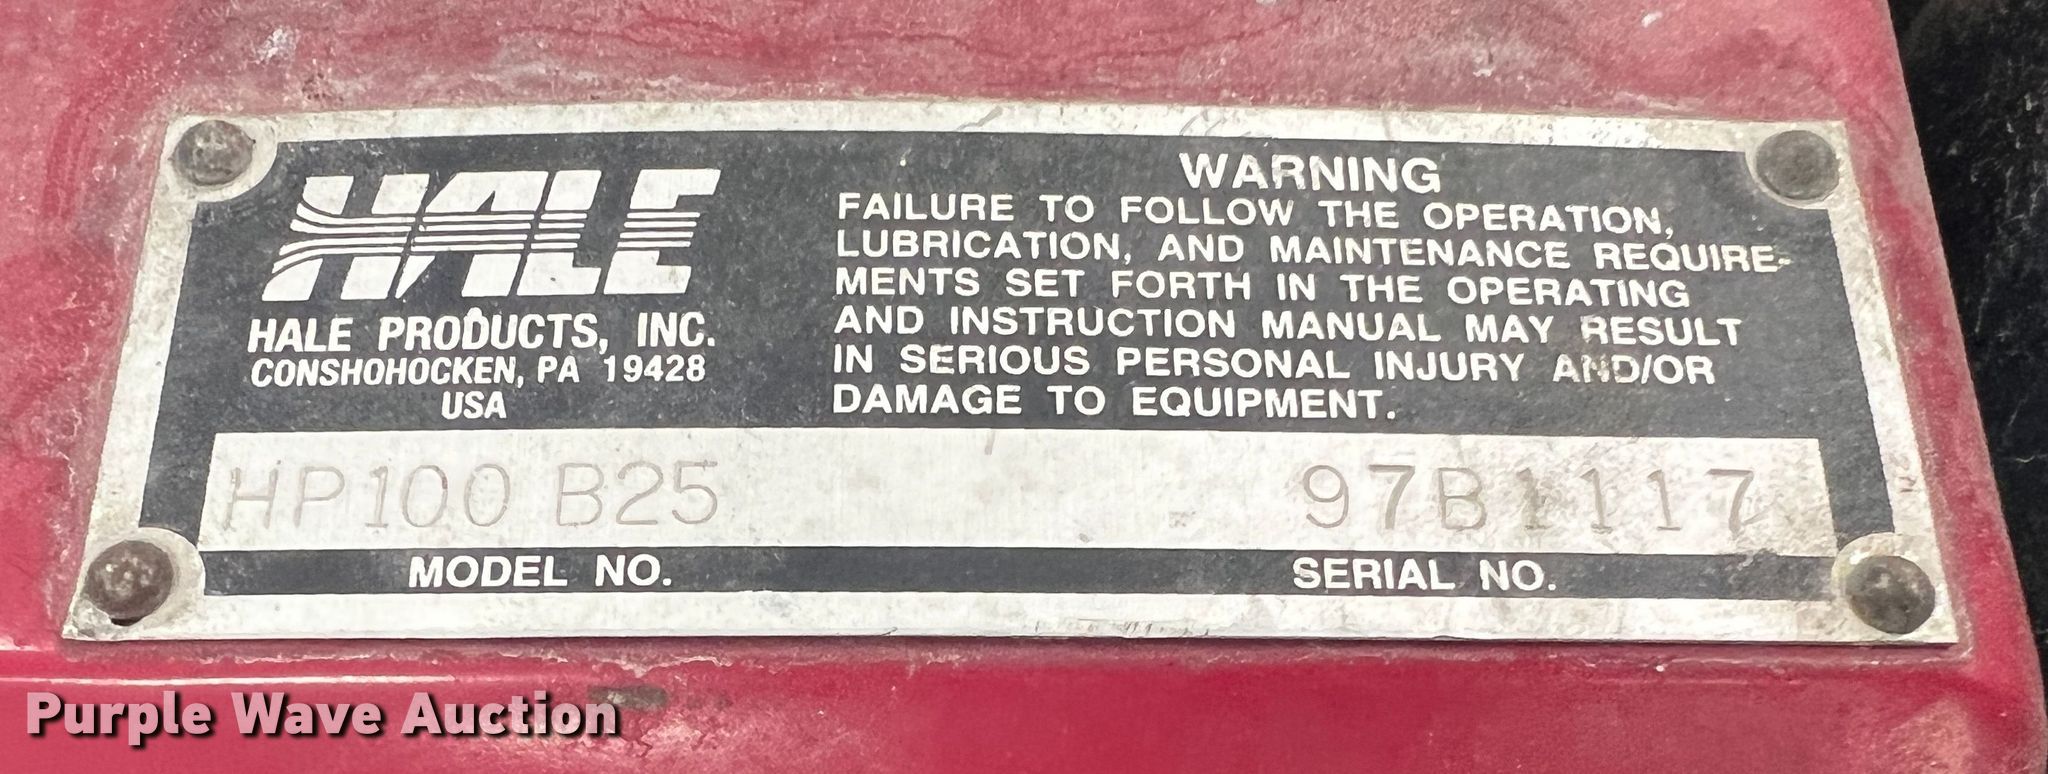 HALE
HALE PRODUCTS, INC.
CONSHOHOCKEN, PA 19428
USA
WARNING
FAILURE TO FOLLOW THE OPERATION,
LUBRICATION, AND MAINTENANCE REQUIRE-
MENTS SET FORTH IN THE OPERATING
AND INSTRUCTION MANUAL MAY RESULT
IN SERIOUS PERSONAL INJURY AND/OR
DAMAGE TO EQUIPMENT.
HP100 B25
MODEL NO.
97B1117
SERIAL NO.
Purple Wave Auction